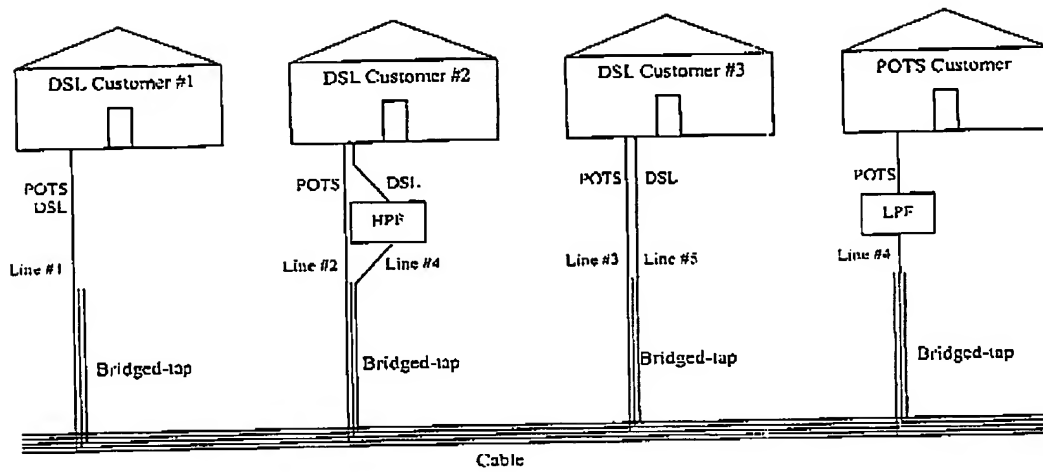 DSL Customer #1
DSL Customer #2
DSL Customer #3
POTS Customer
POTS
DSL
POTS
DSL
HPF
POTS
DSL
POTS
LPF
Line #1
Line #2
Line #4
Line #3
Line #5
Line #4
Bridged-tap
Bridged-tap
Bridged-tap
Bridged-tap
Cable